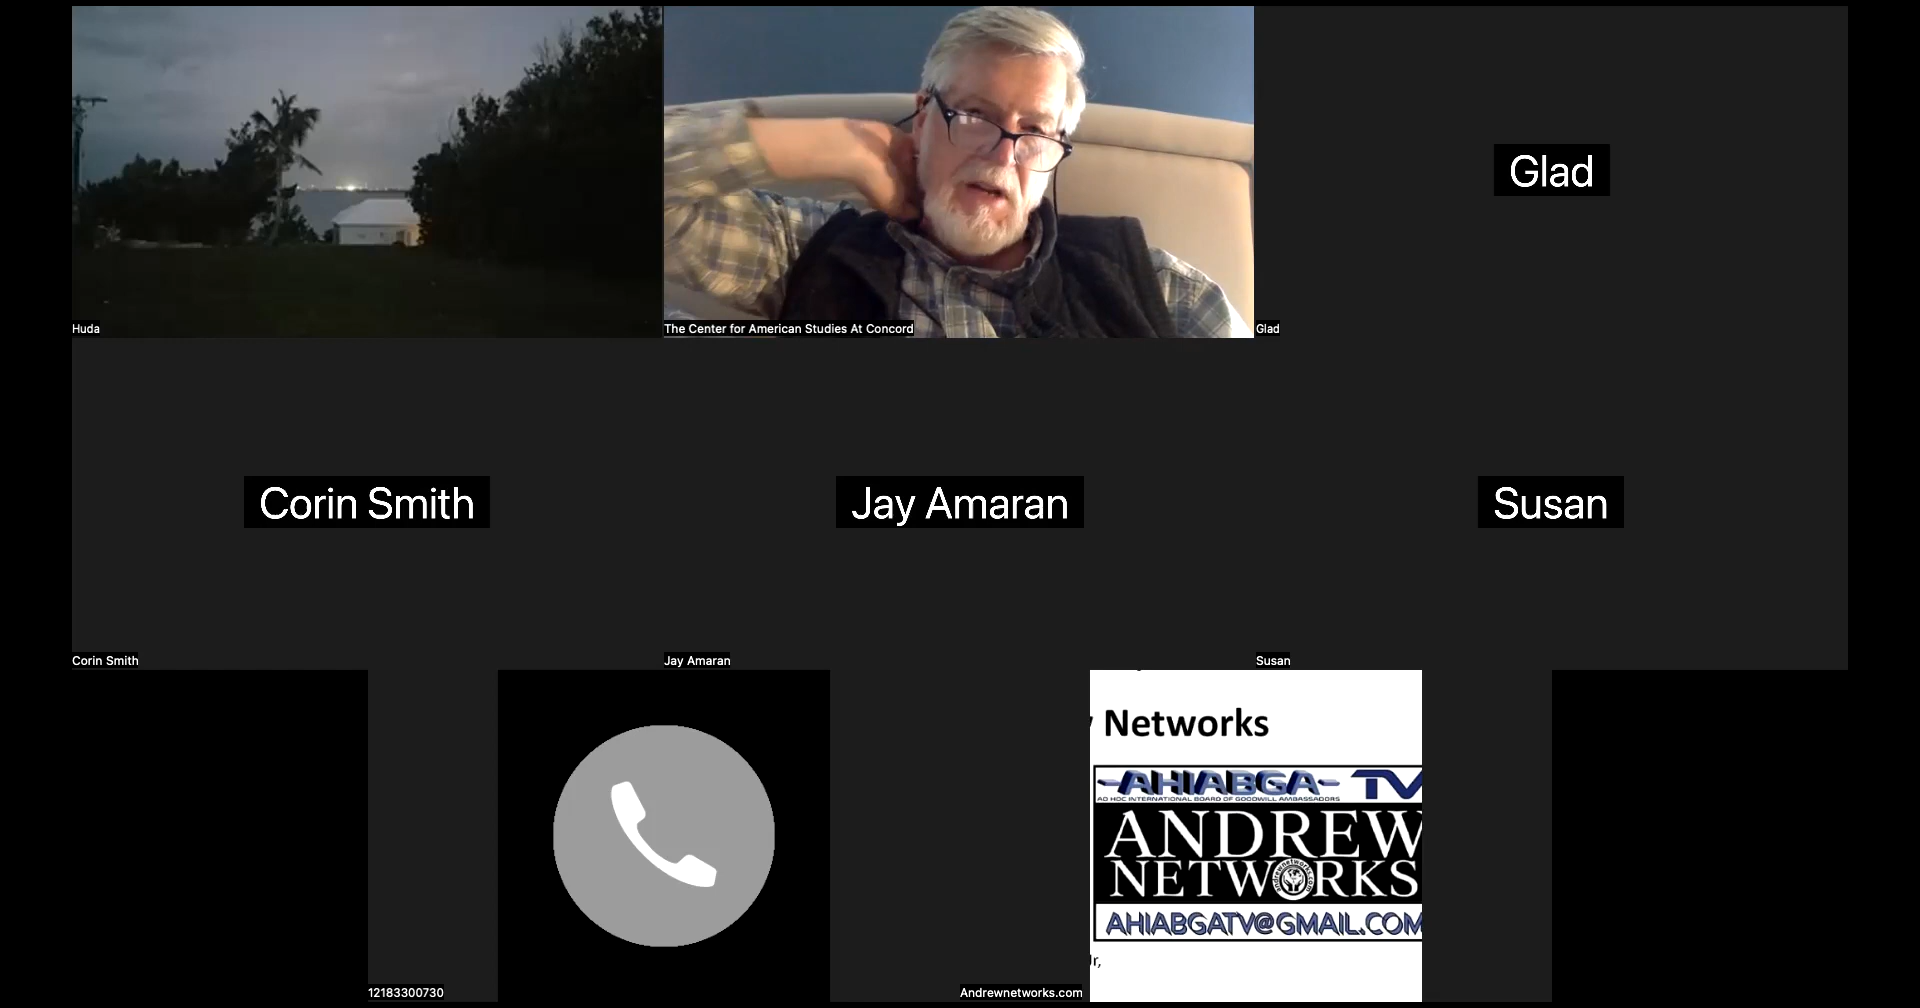 Huda
The Center for American Studies At Concord
Glad
Glad
Corin Smith
Corin Smith
Jay Amaran
Jay Amaran
Susan
Susan
12183300730
Networks
-AHIABGA- TV
AD HOC INTERNATIONAL BOARD OF GOODWILL AMBASSADORS
ANDREW
NETWORKS
AHIABGATV@GMAIL.COM
Jr,
Andrewnetworks.com